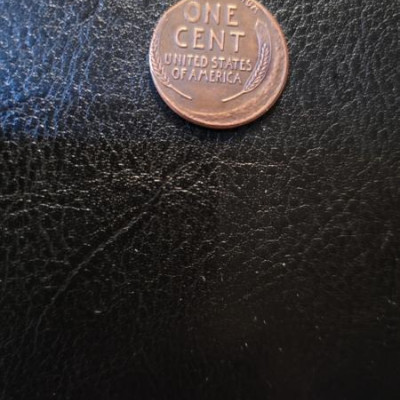 ONE
CENT
UNITED STATES
OF AMERICA